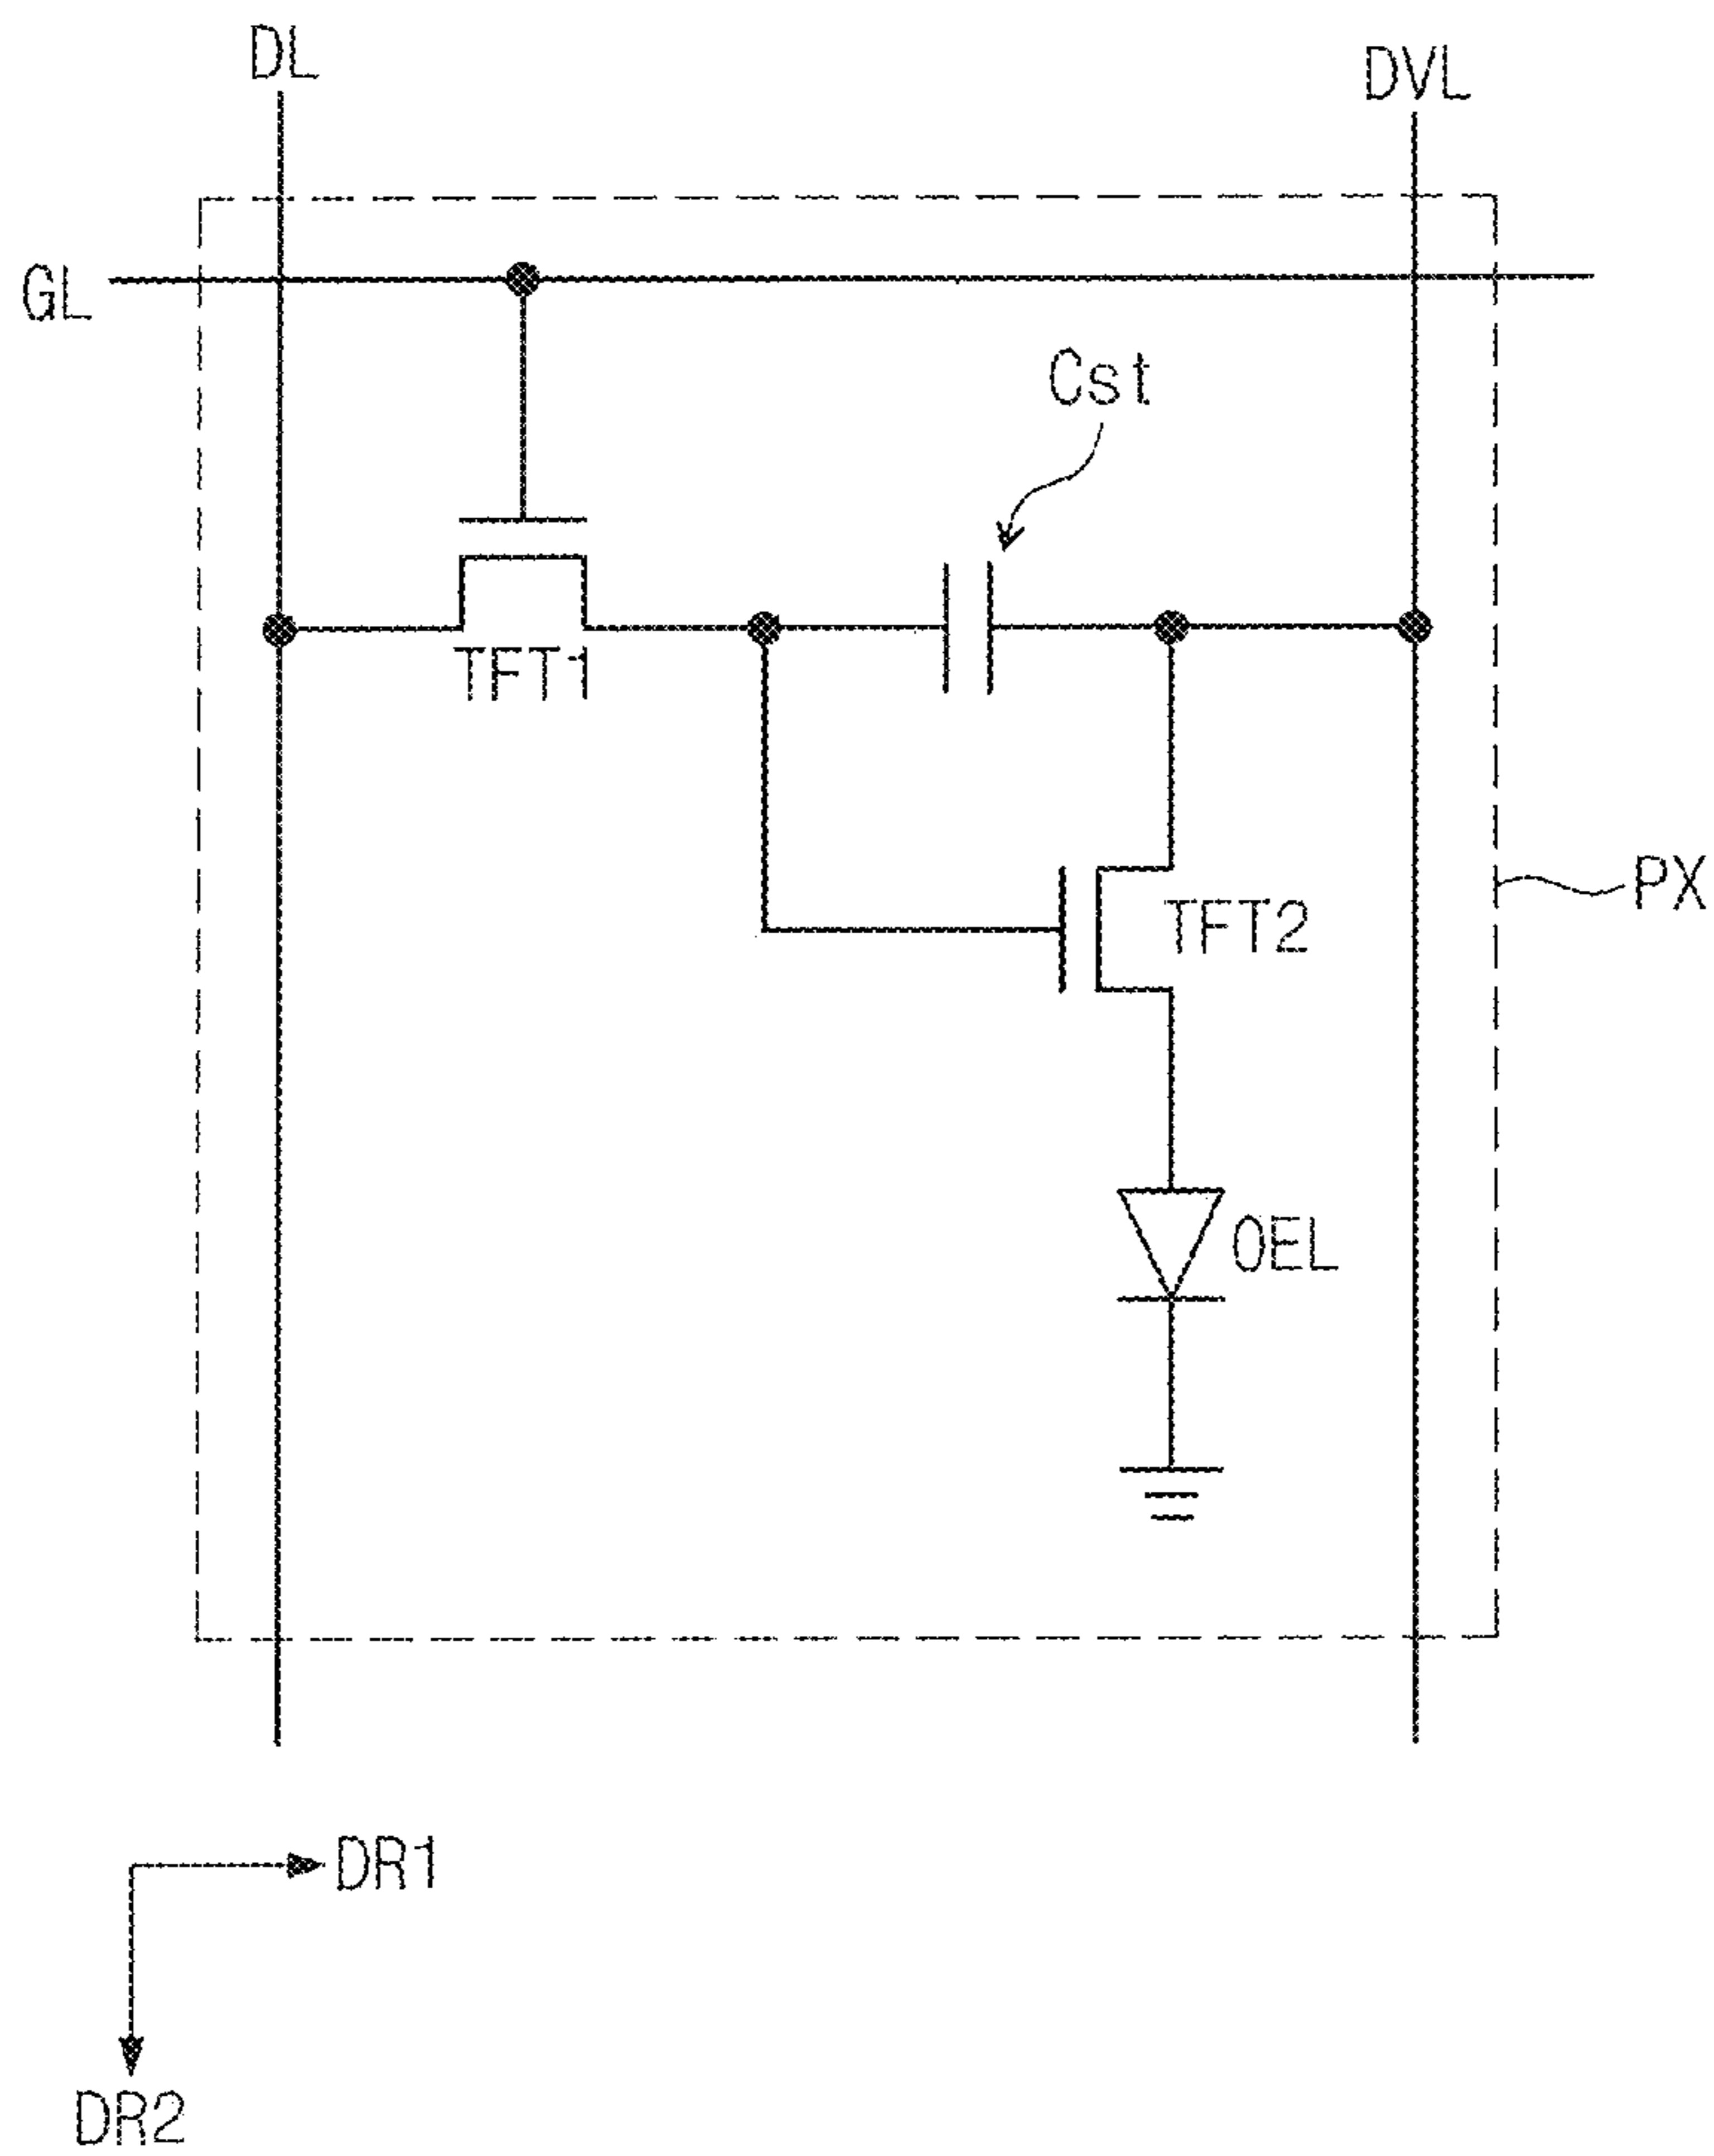 DL
DVL
GL
Cst
TFT1
PX
TFT2
OEL
DR1
DR2